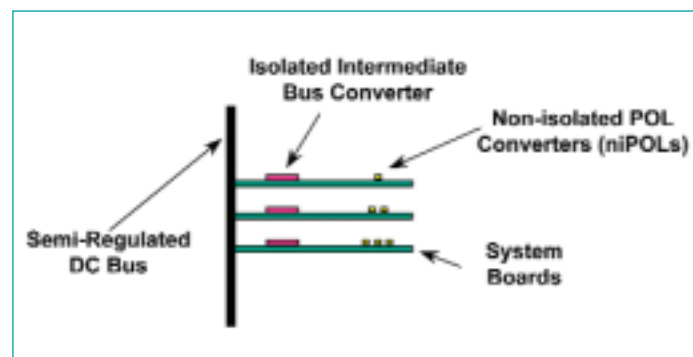 Isolated Intermediate
Bus Converter
Non-isolated POL
Converters (niPOLs)
Semi-Regulated
DC Bus
System
Boards